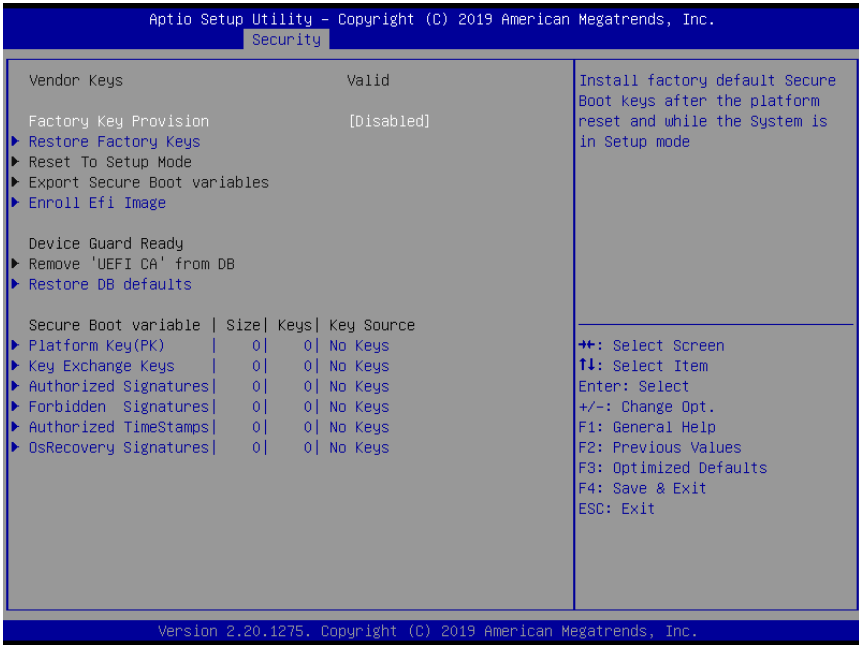 Aptio Setup Utility – Copyright (C) 2019 American Megatrends, Inc.
Security
Vendor Keys Valid
Factory Key Provision [Disabled]
Restore Factory Keys
Reset To Setup Mode
Export Secure Boot variables
Enroll Efi Image
Device Guard Ready
Remove 'UEFI CA' from DB
Restore DB defaults
Secure Boot variable | Size| Keys| Key Source
Platform Key(PK) | 0| 0| No Keys
Key Exchange Keys | 0| 0| No Keys
Authorized Signatures| 0| 0| No Keys
Forbidden Signatures| 0| 0| No Keys
Authorized TimeStamps| 0| 0| No Keys
OsRecovery Signatures| 0| 0| No Keys
Install factory default Secure
Boot keys after the platform
reset and while the System is
in Setup mode
→←: Select Screen
↑↓: Select Item
Enter: Select
+/-: Change Opt.
F1: General Help
F2: Previous Values
F3: Optimized Defaults
F4: Save & Exit
ESC: Exit
Version 2.20.1275. Copyright (C) 2019 American Megatrends, Inc.